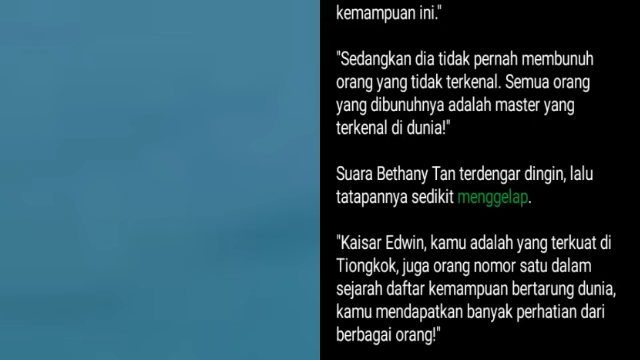 kemampuan ini."
"Sedangkan dia tidak pernah membunuh
orang yang tidak terkenal. Semua orang
yang dibunuhnya adalah master yang
terkenal di dunia!"
Suara Bethany Tan terdengar dingin, lalu
tatapannya sedikit menggelap.
"Kaisar Edwin, kamu adalah yang terkuat di
Tiongkok, juga orang nomor satu dalam
sejarah daftar kemampuan bertarung dunia,
kamu mendapatkan banyak perhatian dari
berbagai orang!"